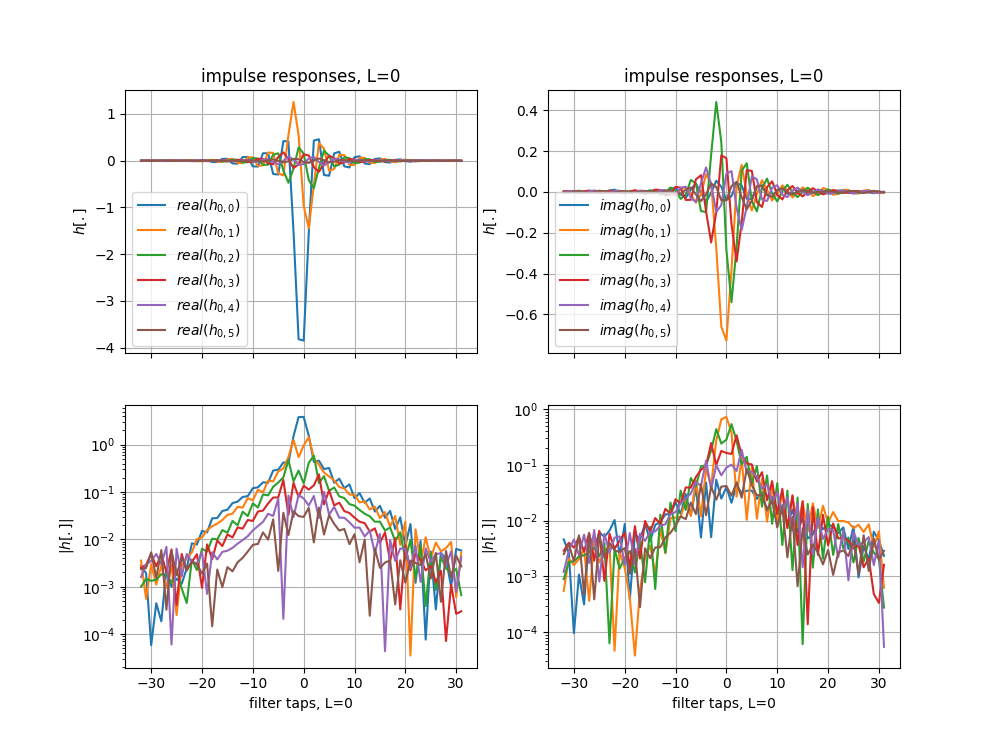 impulse responses, L=0
1
0
−1
−2
−3
−4
h[.]
real(h0,0)
real(h0,1)
real(h0,2)
real(h0,3)
real(h0,4)
real(h0,5)
impulse responses, L=0
0.4
0.2
0.0
−0.2
−0.4
−0.6
h[.]
imag(h0,0)
imag(h0,1)
imag(h0,2)
imag(h0,3)
imag(h0,4)
imag(h0,5)
10⁰
10⁻¹
10⁻²
10⁻³
10⁻⁴
|h[.]|
−30 −20 −10 0 10 20 30
filter taps, L=0
10⁰
10⁻¹
10⁻²
10⁻³
10⁻⁴
|h[.]|
−30 −20 −10 0 10 20 30
filter taps, L=0